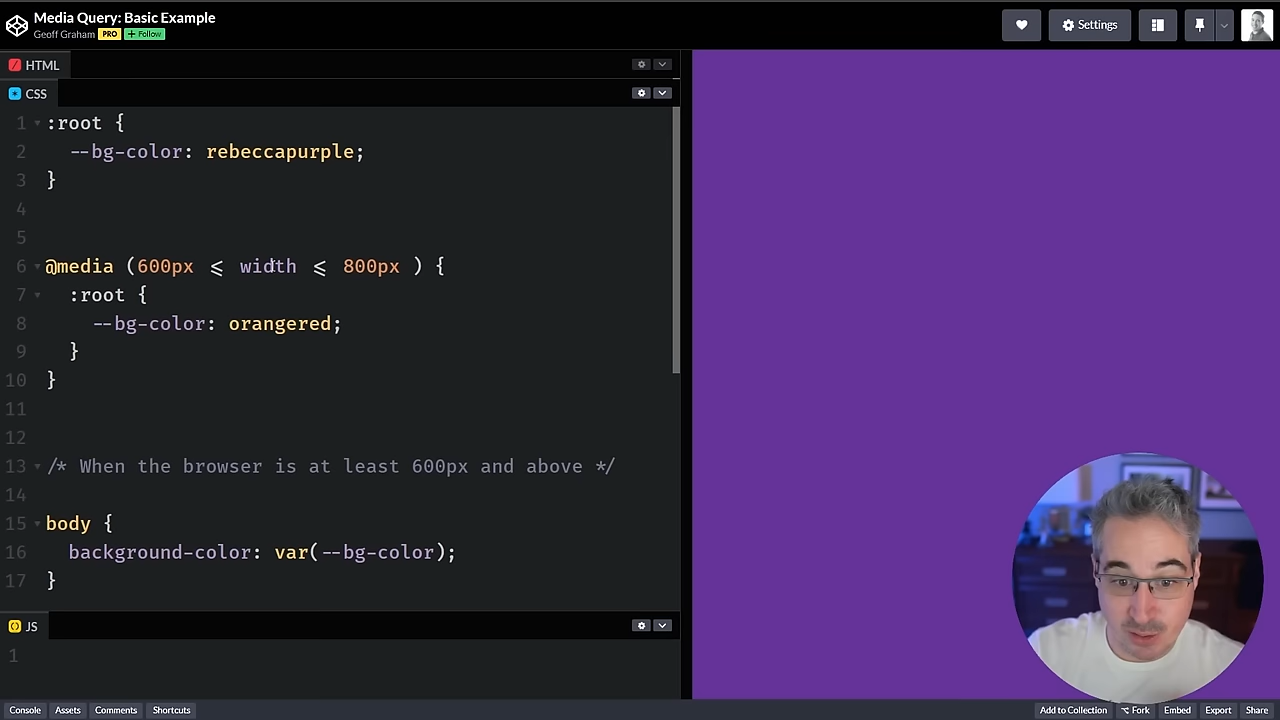 Media Query: Basic Example
Geoff Graham PRO + Follow
Settings
HTML
CSS
1 :root {
2 --bg-color: rebeccapurple;
3 }
4
5
6 @media (600px ⩽ width ⩽ 800px ) {
7 :root {
8 --bg-color: orangered;
9 }
10 }
11
12
13 /* When the browser is at least 600px and above */
14
15 body {
16 background-color: var(--bg-color);
17 }
JS
1
Console Assets Comments Shortcuts
Add to Collection Fork Embed Export Share